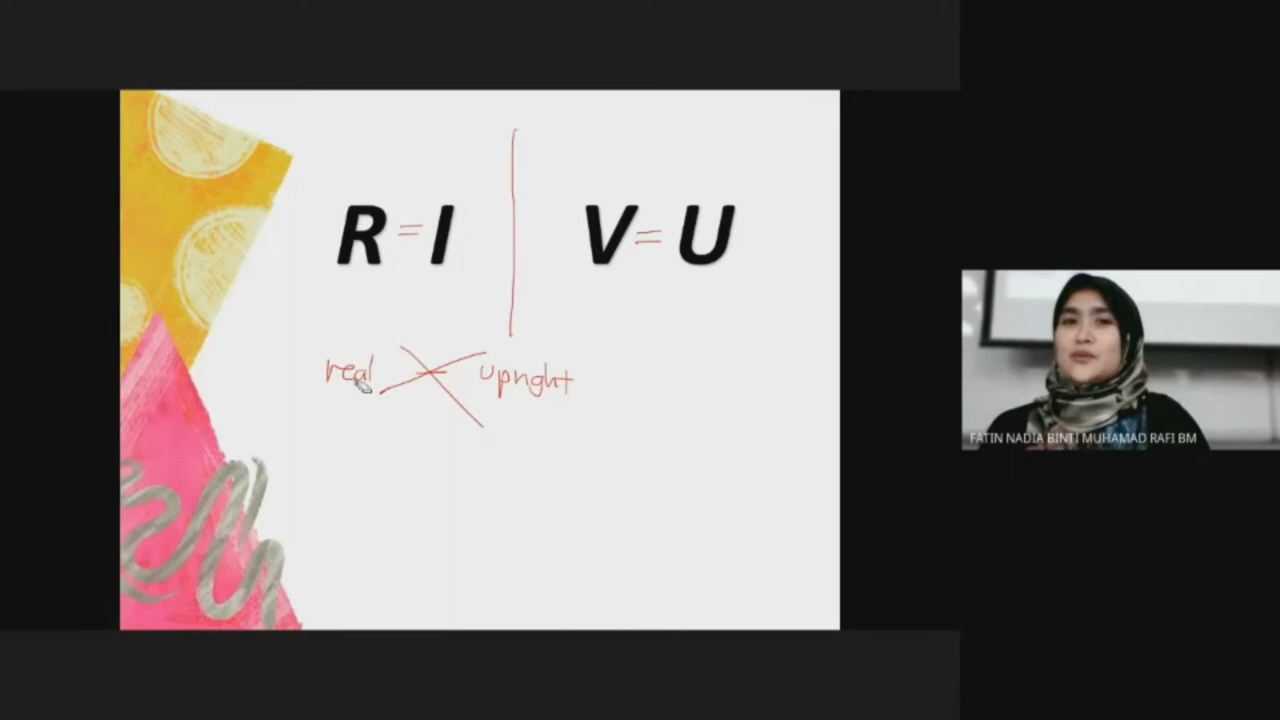 R = I V = U
real upright
FATIN NADIA BINTI MUHAMAD RAFI BM